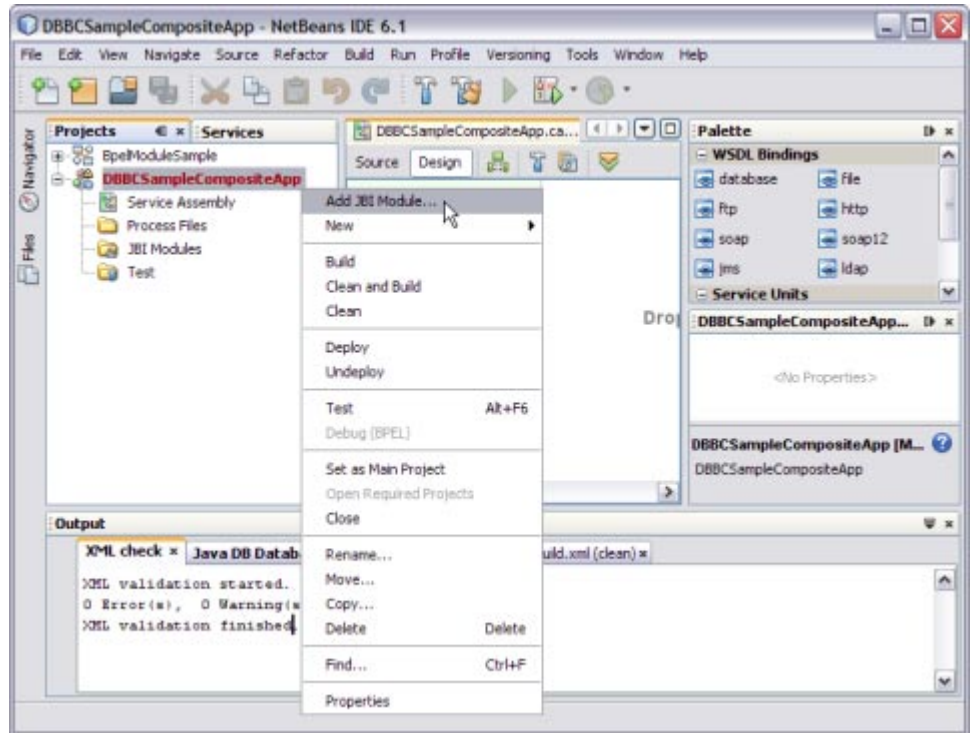 DBBCSampleCompositeApp - NetBeans IDE 6.1
File Edit View Navigate Source Refactor Build Run Profile Versioning Tools Window Help
Navigator
Files
Projects
Services
BpelModuleSample
DBBCSampleCompositeApp
Service Assembly
Process Files
JBI Modules
Test
DBBCSampleCompositeApp.ca...
Source Design
Drop
Add JBI Module...
New
Build
Clean and Build
Clean
Deploy
Undeploy
Test Alt+F6
Debug (BPEL)
Set as Main Project
Open Required Projects
Close
Rename...
Move...
Copy...
Delete Delete
Find... Ctrl+F
Properties
Palette
WSDL Bindings
database file
ftp http
soap soap12
jms ldap
Service Units
DBBCSampleCompositeApp...
<No Properties>
DBBCSampleCompositeApp [M...
DBBCSampleCompositeApp
Output
XML check Java DB Datab uild.xml (clean)
XML validation started.
0 Error(s), 0 Warning(s
XML validation finished